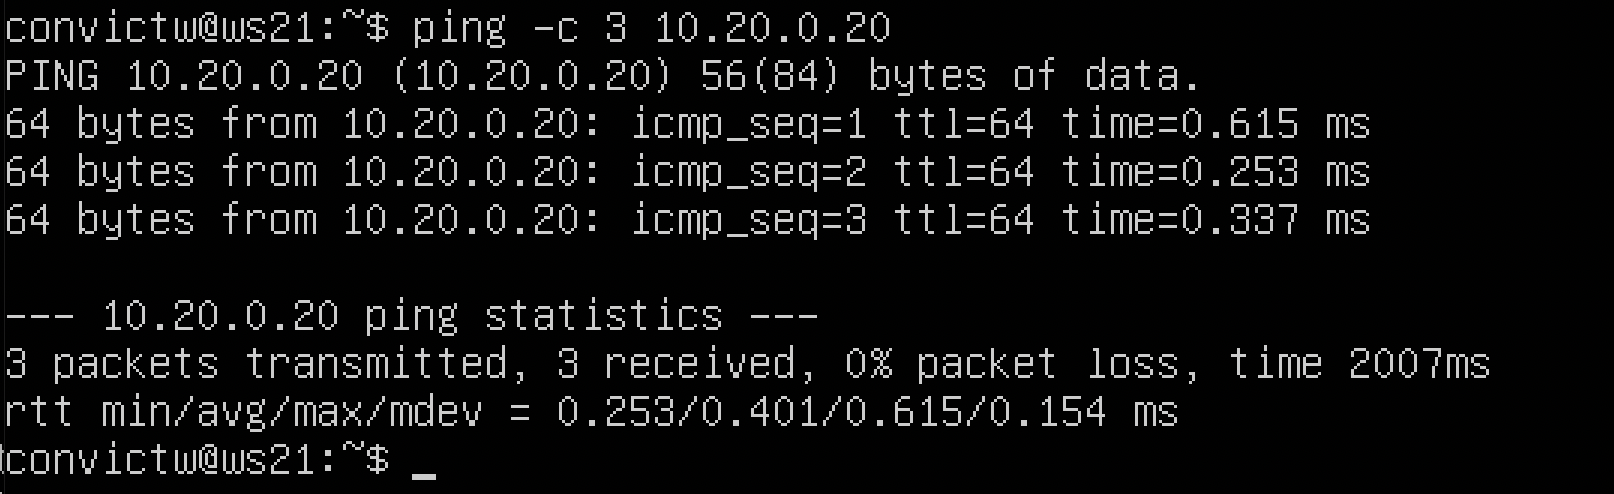 convictw@ws21:~$ ping -c 3 10.20.0.20
PING 10.20.0.20 (10.20.0.20) 56(84) bytes of data.
64 bytes from 10.20.0.20: icmp_seq=1 ttl=64 time=0.615 ms
64 bytes from 10.20.0.20: icmp_seq=2 ttl=64 time=0.253 ms
64 bytes from 10.20.0.20: icmp_seq=3 ttl=64 time=0.337 ms
--- 10.20.0.20 ping statistics ---
3 packets transmitted, 3 received, 0% packet loss, time 2007ms
rtt min/avg/max/mdev = 0.253/0.401/0.615/0.154 ms
convictw@ws21:~$ _